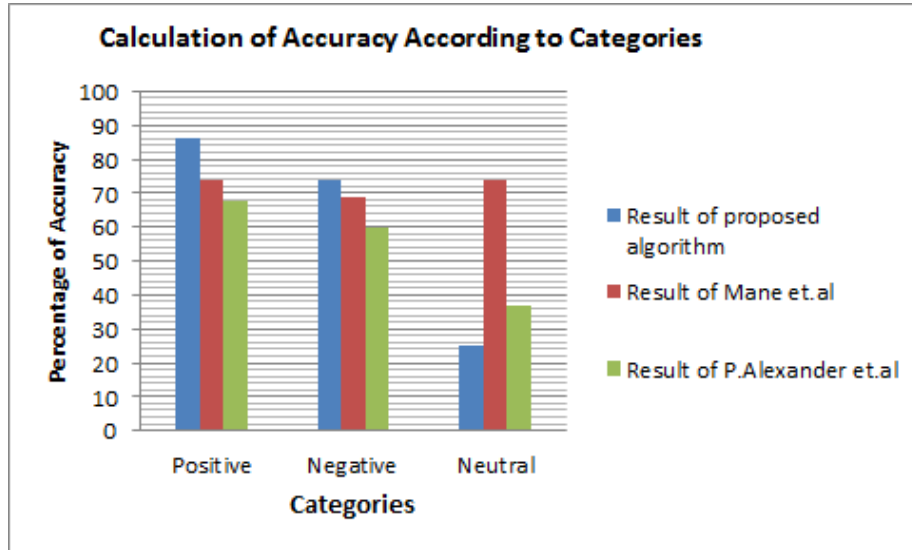 Calculation of Accuracy According to Categories
Percentage of Accuracy
100
90
80
70
60
50
40
30
20
10
0
Positive
Negative
Neutral
Categories
Result of proposed
algorithm
Result of Mane et.al
Result of P.Alexander et.al